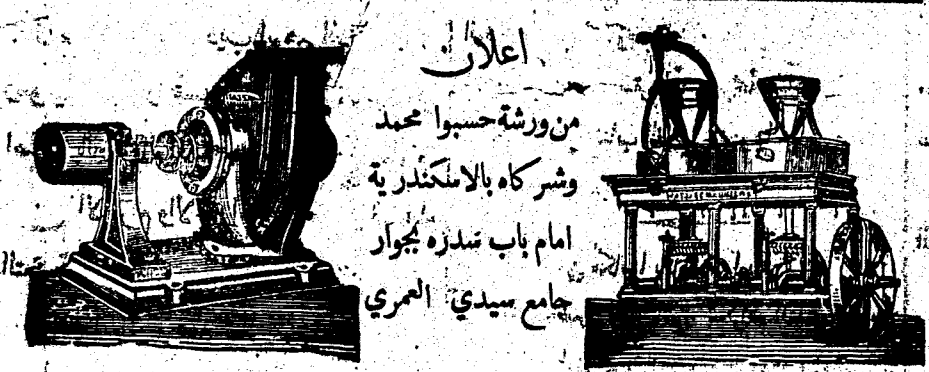 اعلان
من ورشة حسبوا محمد
وشركاه بالاسكندرية
امام باب سدره بجوار
جامع سيدي العمري